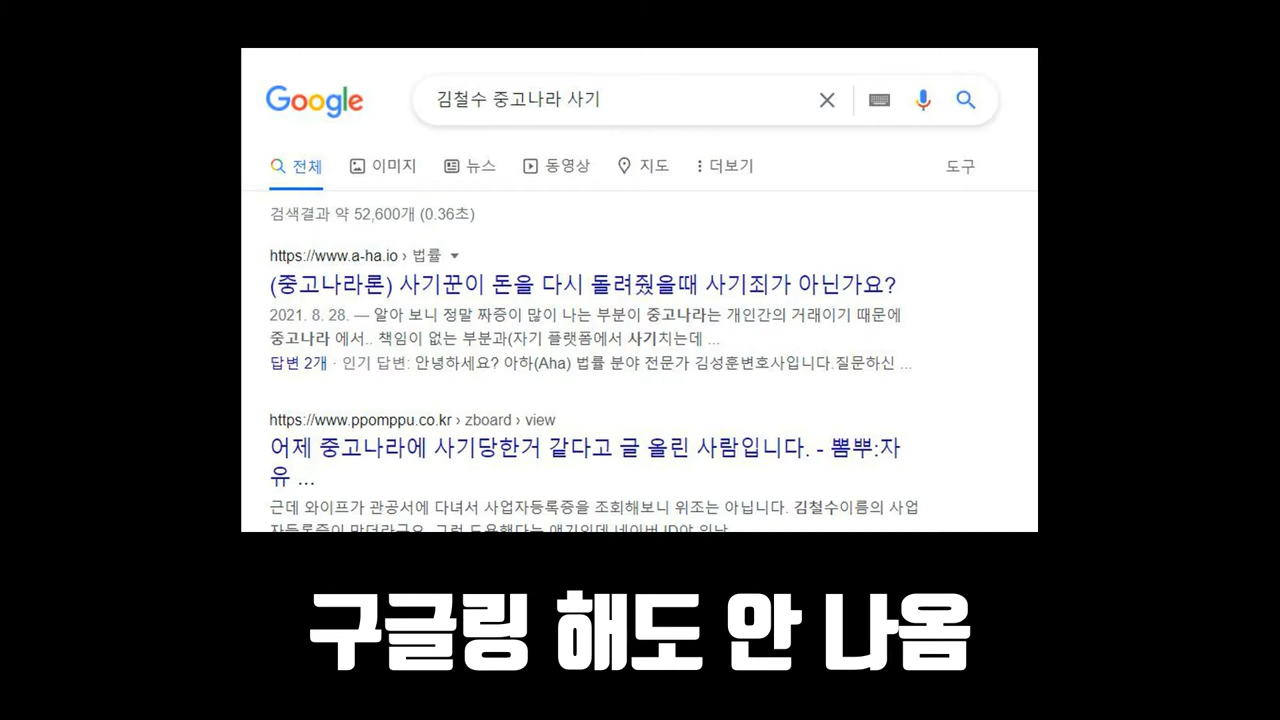 Google
김철수 중고나라 사기
전체 이미지 뉴스 동영상 지도 더보기 도구
검색결과 약 52,600개 (0.36초)
https://www.a-ha.io › 법률
(중고나라론) 사기꾼이 돈을 다시 돌려줬을때 사기죄가 아닌가요?
2021. 8. 28. — 알아 보니 정말 짜증이 많이 나는 부분이 중고나라는 개인간의 거래이기 때문에
중고나라 에서.. 책임이 없는 부분과(자기 플랫폼에서 사기치는데 ...
답변 2개 · 인기 답변: 안녕하세요? 아하(Aha) 법률 분야 전문가 김성훈변호사입니다.질문하신 ...
https://www.ppomppu.co.kr › zboard › view
어제 중고나라에 사기당한거 같다고 글 올린 사람입니다. - 뽐뿌:자
유 ...
근데 와이프가 관공서에 다녀서 사업자등록증을 조회해보니 위조는 아닙니다. 김철수이름의 사업
구글링 해도 안 나옴